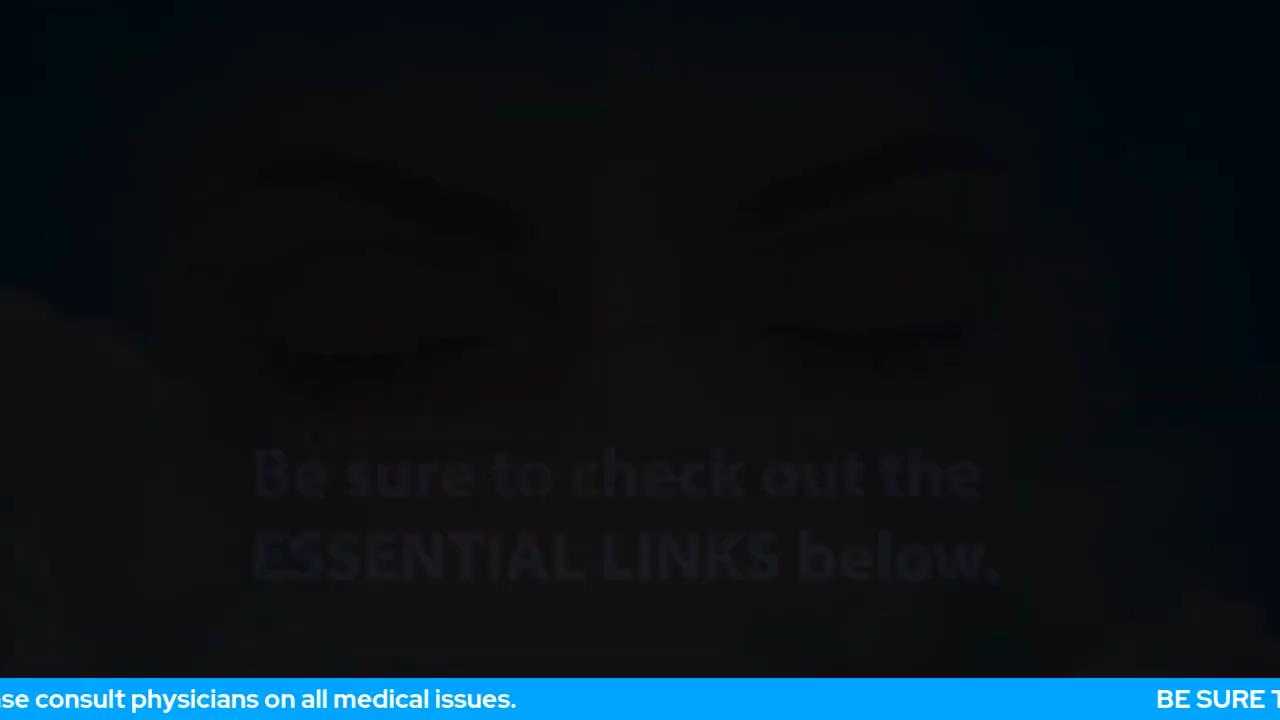 Be sure to check out the
ESSENTIAL LINKS below.
se consult physicians on all medical issues. BE SURE